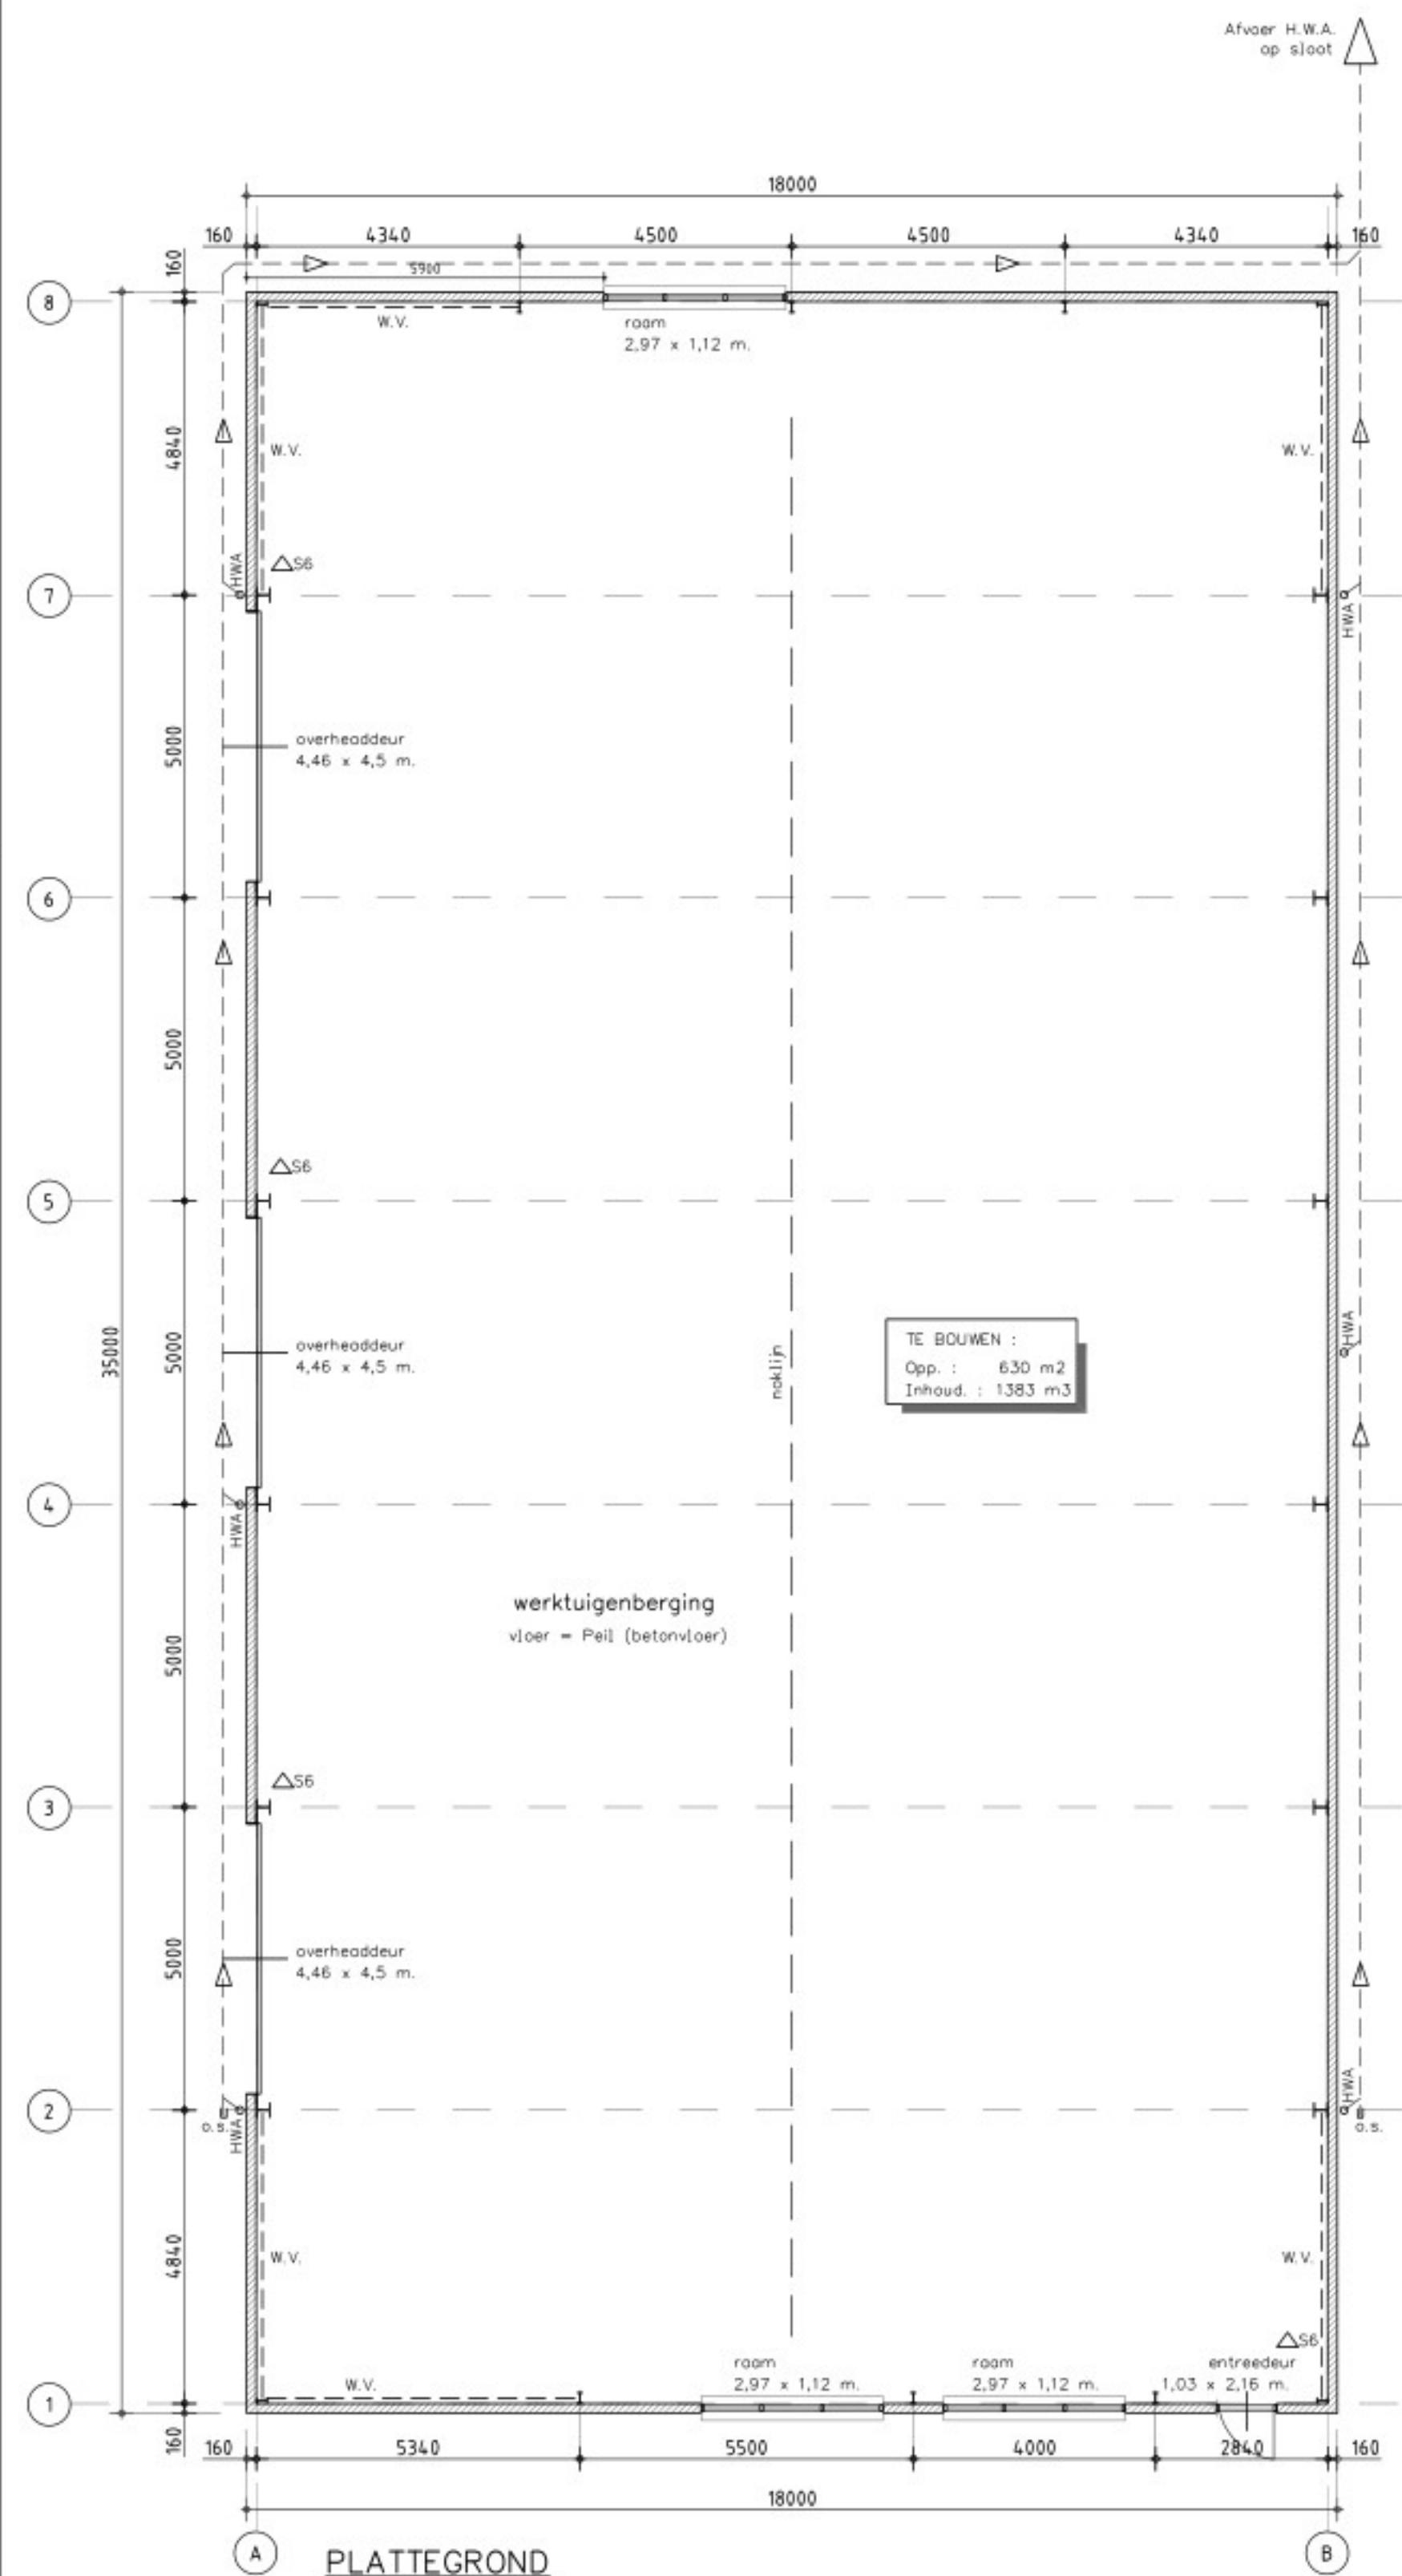 Afvoer H.W.A.
op sloot
18000
160
4340
4500
4500
4340
160
160
5900
8
W.V.
raam
2,97 x 1,12 m.
4840
W.V.
W.V.
S6
HWA
7
HWA
5000
overheaddeur
4,46 x 4,5 m.
6
5000
S6
5
35000
5000
overheaddeur
4,46 x 4,5 m.
noklijn
TE BOUWEN :
Opp. : 630 m2
Inhoud. : 1383 m3
HWA
4
HWA
werktuigenberging
vloer = Peil (betonvloer)
5000
S6
3
5000
overheaddeur
4,46 x 4,5 m.
2
o.s.
HWA
HWA
o.s.
4840
W.V.
W.V.
S6
W.V.
raam
2,97 x 1,12 m.
raam
2,97 x 1,12 m.
entreedeur
1,03 x 2,16 m.
1
160
160
5340
5500
4000
2840
160
18000
A
B
PLATTEGROND